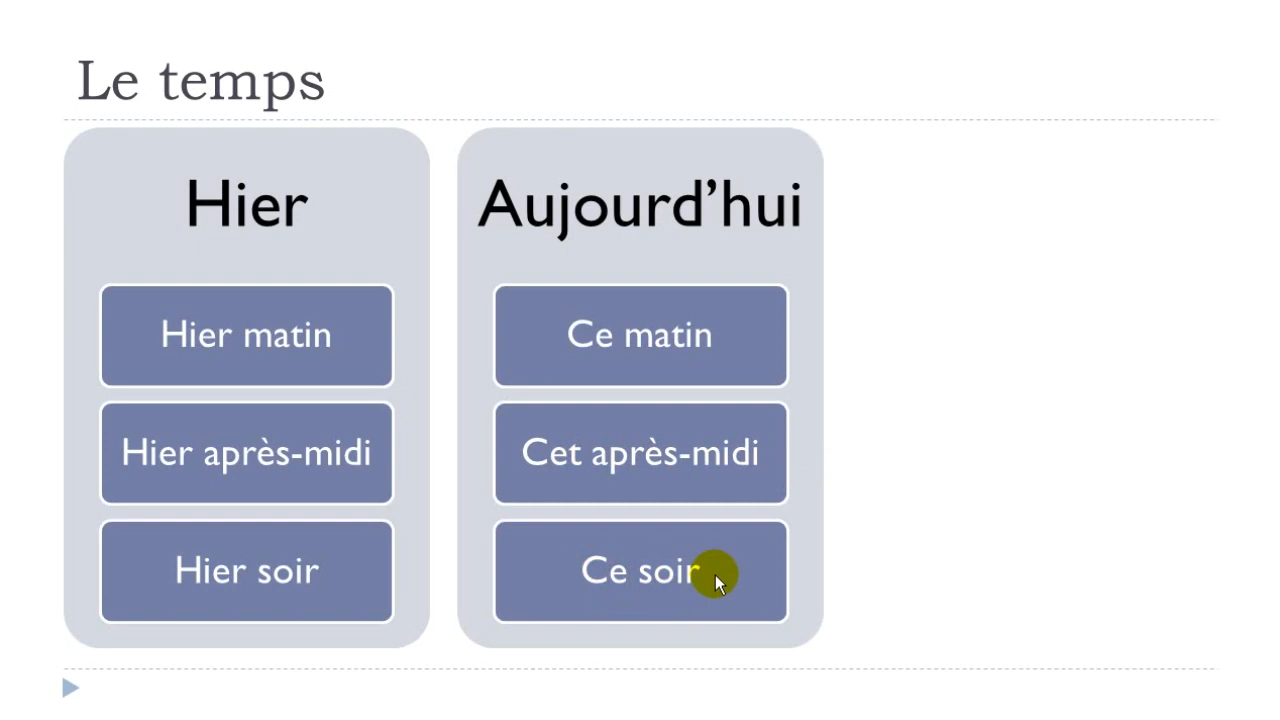 Le temps
Hier
Hier matin
Hier après-midi
Hier soir
Aujourd’hui
Ce matin
Cet après-midi
Ce soir